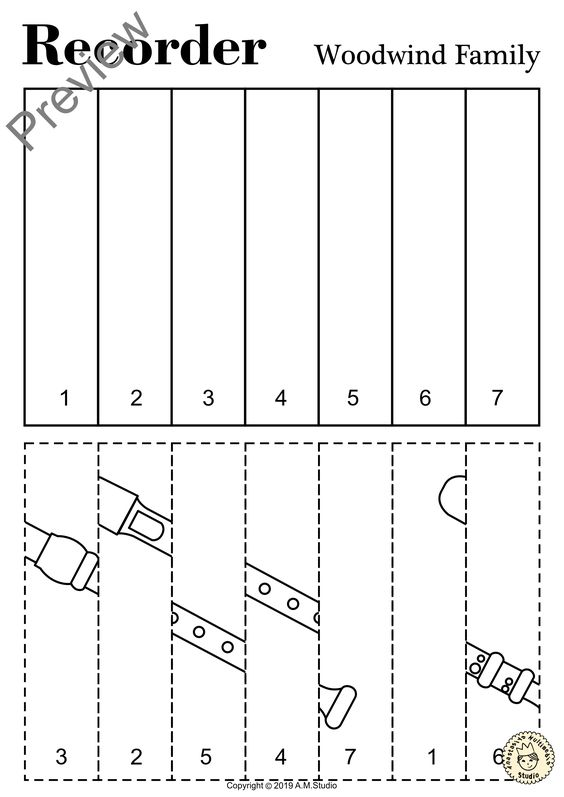 Recorder
Woodwind Family
Preview
1 2 3 4 5 6 7
3 2 5 4 7 1 6
Studio
Copyright © 2019 A.M.Studio